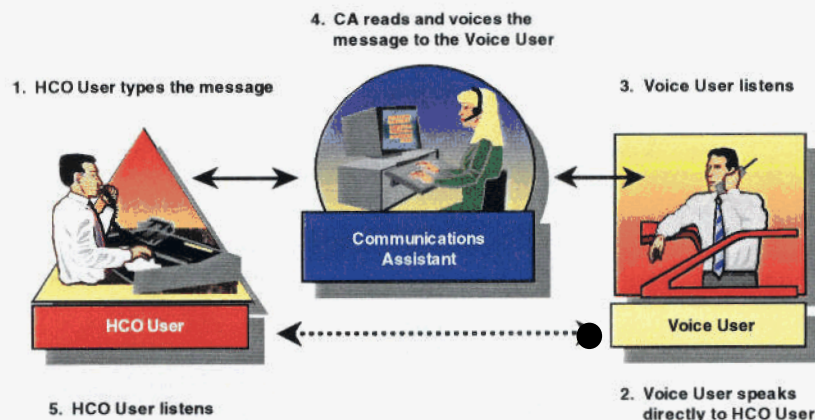 4. CA reads and voices the
message to the Voice User
1. HCO User types the message
3. Voice User listens
Communications
Assistant
HCO User
Voice User
5. HCO User listens
2. Voice User speaks
directly to HCO User